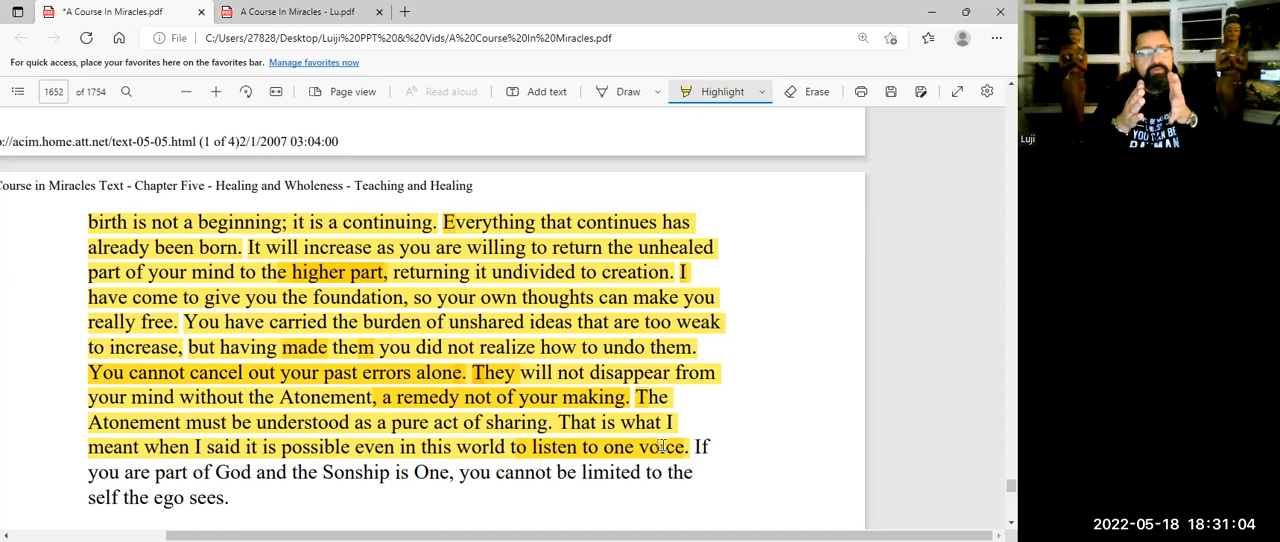 *A Course In Miracles.pdf
A Course In Miracles - Lu.pdf
File
C:/Users/27828/Desktop/Luiji%20PPT%20&%20Vids/A%20Course%20In%20Miracles.pdf
For quick access, place your favorites here on the favorites bar. Manage favorites now
1652 of 1754
Page view
Read aloud
Add text
Draw
Highlight
Erase
://acim.home.att.net/text-05-05.html (1 of 4)2/1/2007 03:04:00
Course in Miracles Text - Chapter Five - Healing and Wholeness - Teaching and Healing
birth is not a beginning; it is a continuing. Everything that continues has
already been born. It will increase as you are willing to return the unhealed
part of your mind to the higher part, returning it undivided to creation. I
have come to give you the foundation, so your own thoughts can make you
really free. You have carried the burden of unshared ideas that are too weak
to increase, but having made them you did not realize how to undo them.
You cannot cancel out your past errors alone. They will not disappear from
your mind without the Atonement, a remedy not of your making. The
Atonement must be understood as a pure act of sharing. That is what I
meant when I said it is possible even in this world to listen to one voice. If
you are part of God and the Sonship is One, you cannot be limited to the
self the ego sees.
Luji
YOU CAN BE
BATMAN
2022-05-18 18:31:04